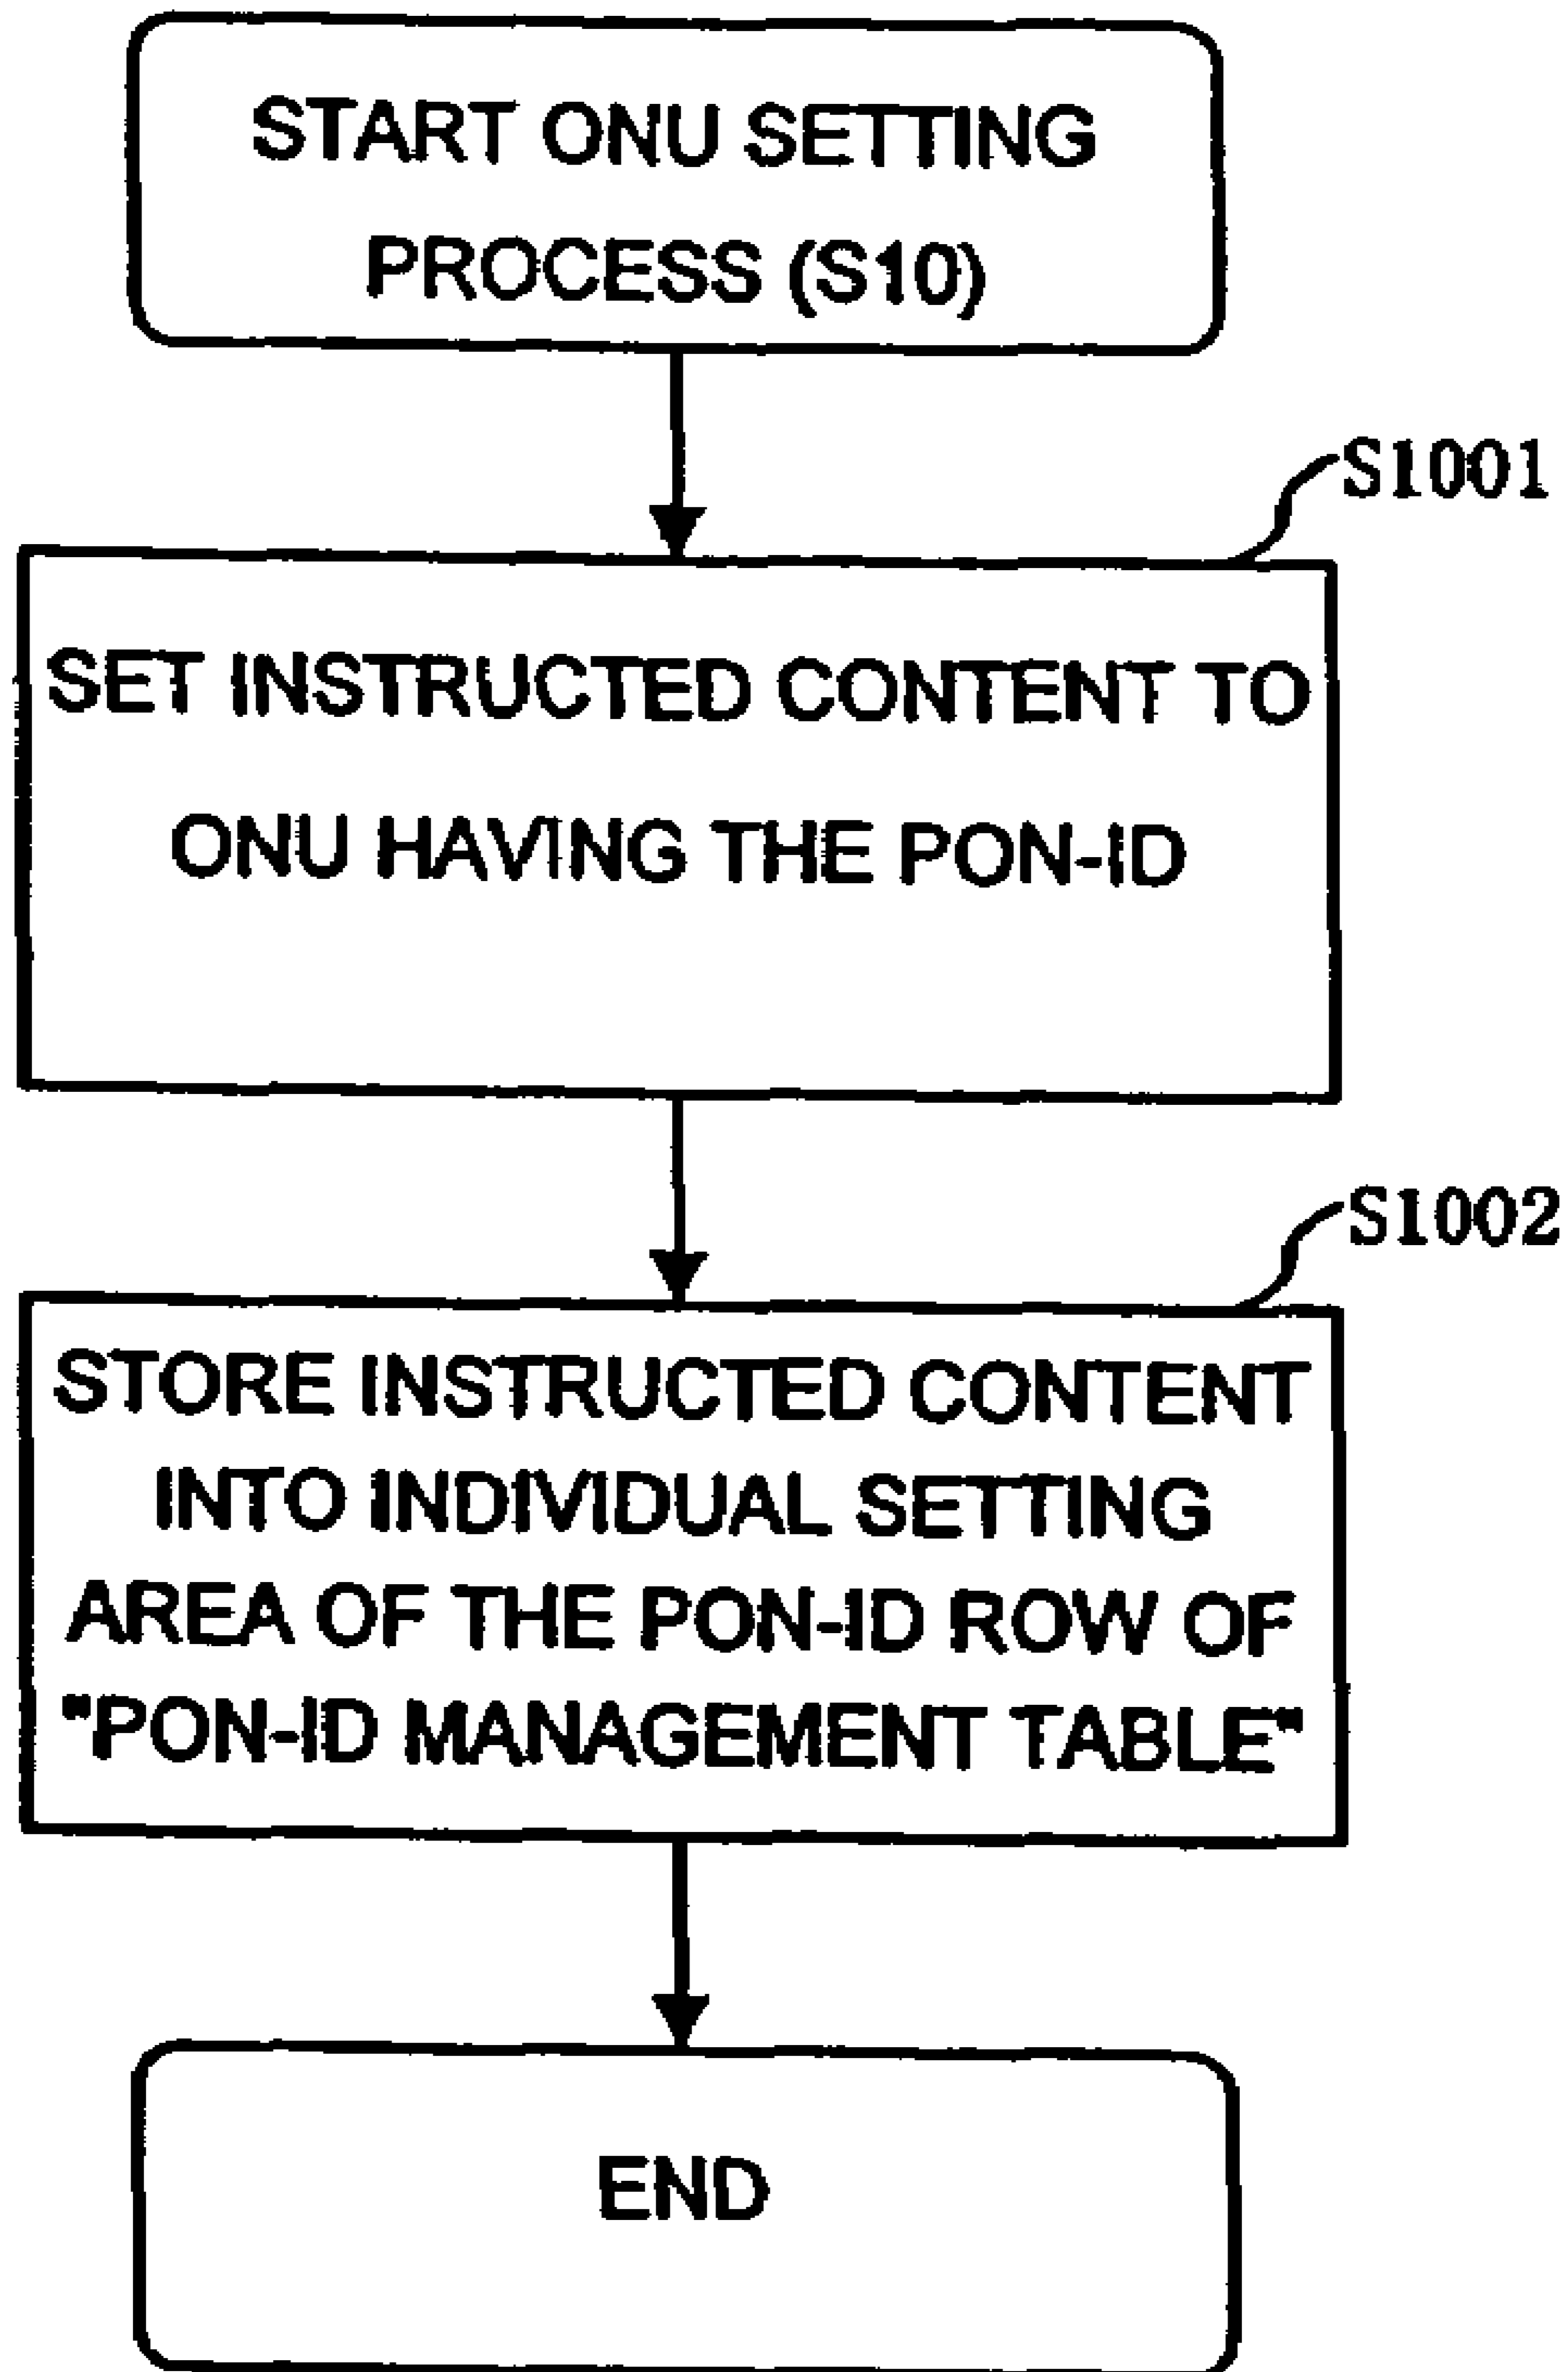 START ONU SETTING
PROCESS (S10)
S1001
SET INSTRUCTED CONTENT TO
ONU HAVING THE PON-ID
S1002
STORE INSTRUCTED CONTENT
INTO INDIVIDUAL SETTING
AREA OF THE PON-ID ROW OF
"PON-ID MANAGEMENT TABLE"
END